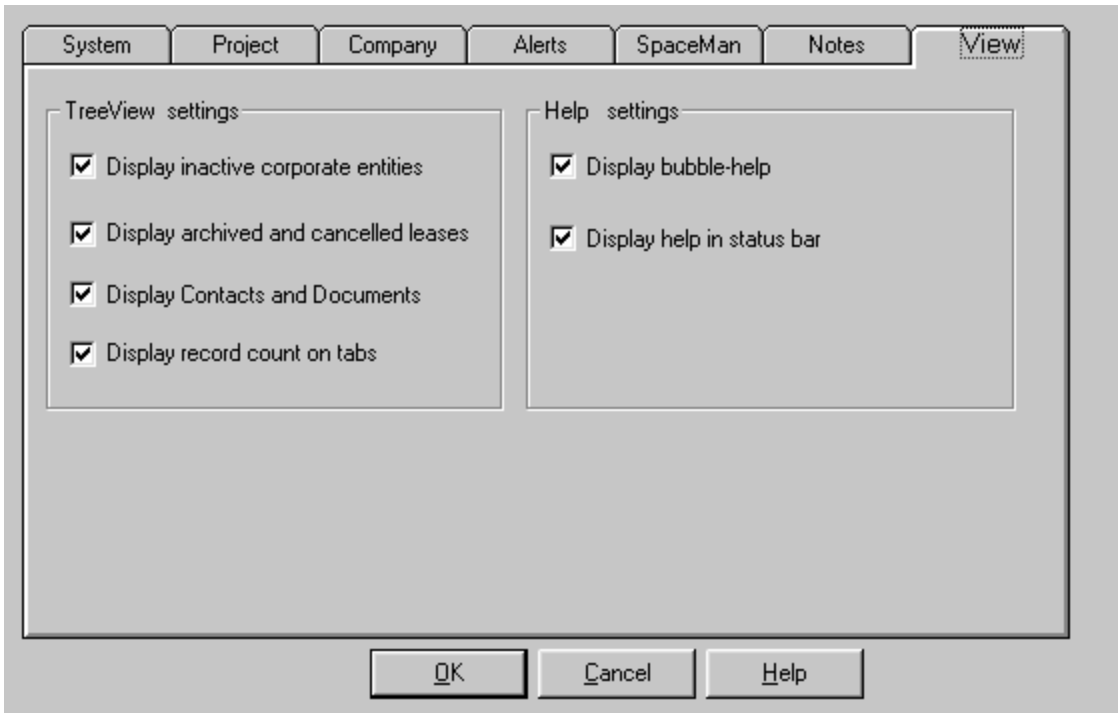 System Project Company Alerts SpaceMan Notes View
TreeView settings
Display inactive corporate entities
Display archived and cancelled leases
Display Contacts and Documents
Display record count on tabs
Help settings
Display bubble-help
Display help in status bar
OK Cancel Help